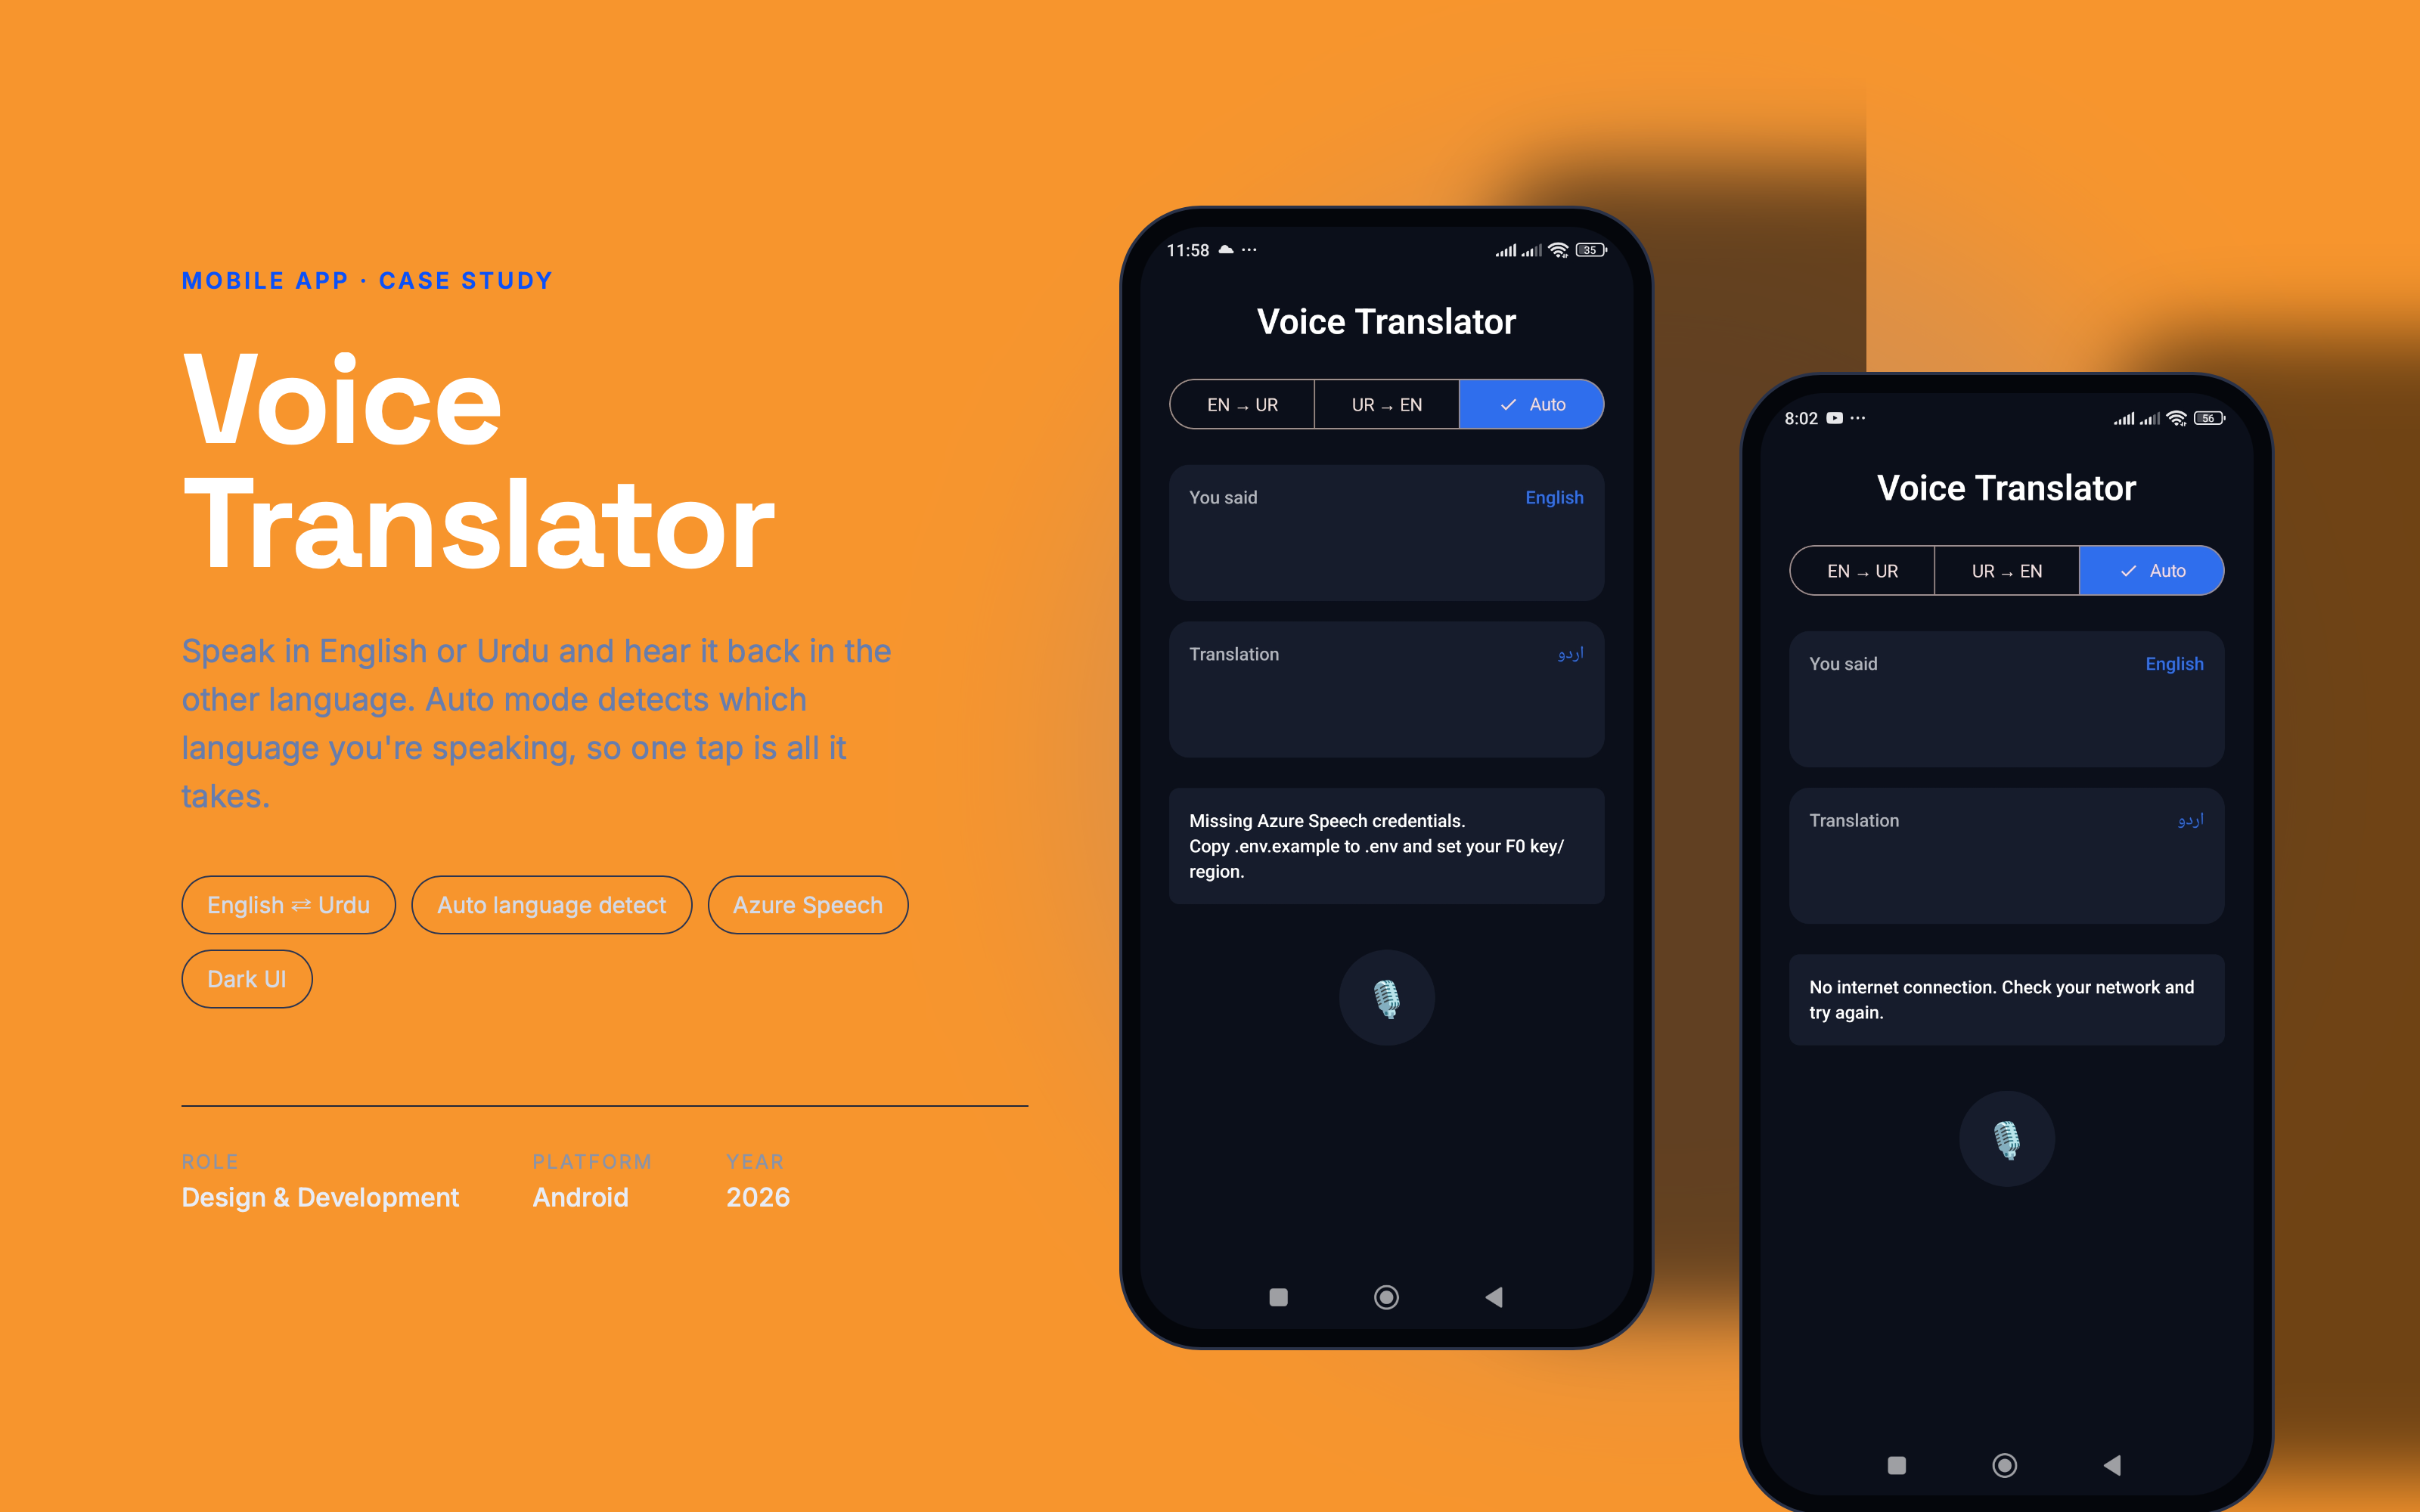 MOBILE APP · CASE STUDY
Voice
Translator
Speak in English or Urdu and hear it back in the
other language. Auto mode detects which
language you're speaking, so one tap is all it
takes.
English ⇄ Urdu
Auto language detect
Azure Speech
Dark UI
ROLE
Design & Development
PLATFORM
Android
YEAR
2026
11:58
35
Voice Translator
EN → UR
UR → EN
Auto
You said
English
Translation
اردو
Missing Azure Speech credentials.
Copy .env.example to .env and set your F0 key/
region.
8:02
56
Voice Translator
EN → UR
UR → EN
Auto
You said
English
Translation
اردو
No internet connection. Check your network and
try again.